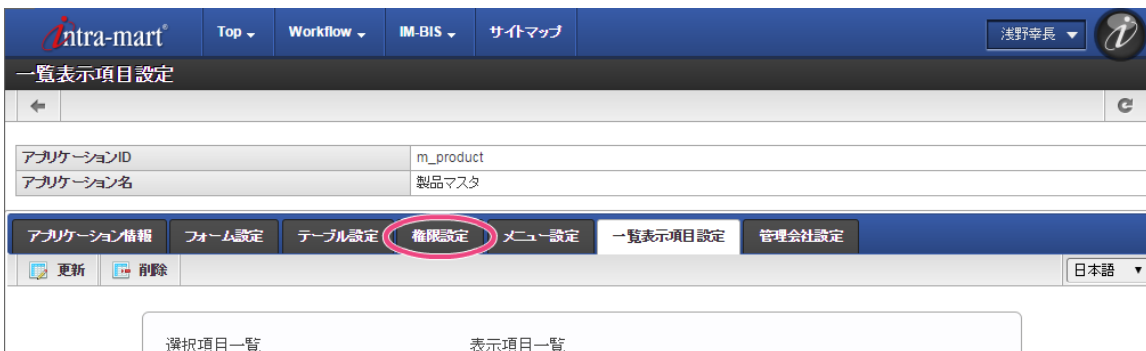 intra-mart® Top Workflow IM-BIS サイトマップ 浅野幸長
一覧表示項目設定
アプリケーションID m_product
アプリケーション名 製品マスタ
アプリケーション情報 フォーム設定 テーブル設定 権限設定 メニュー設定 一覧表示項目設定 管理会社設定
更新 削除 日本語
選択項目一覧 表示項目一覧